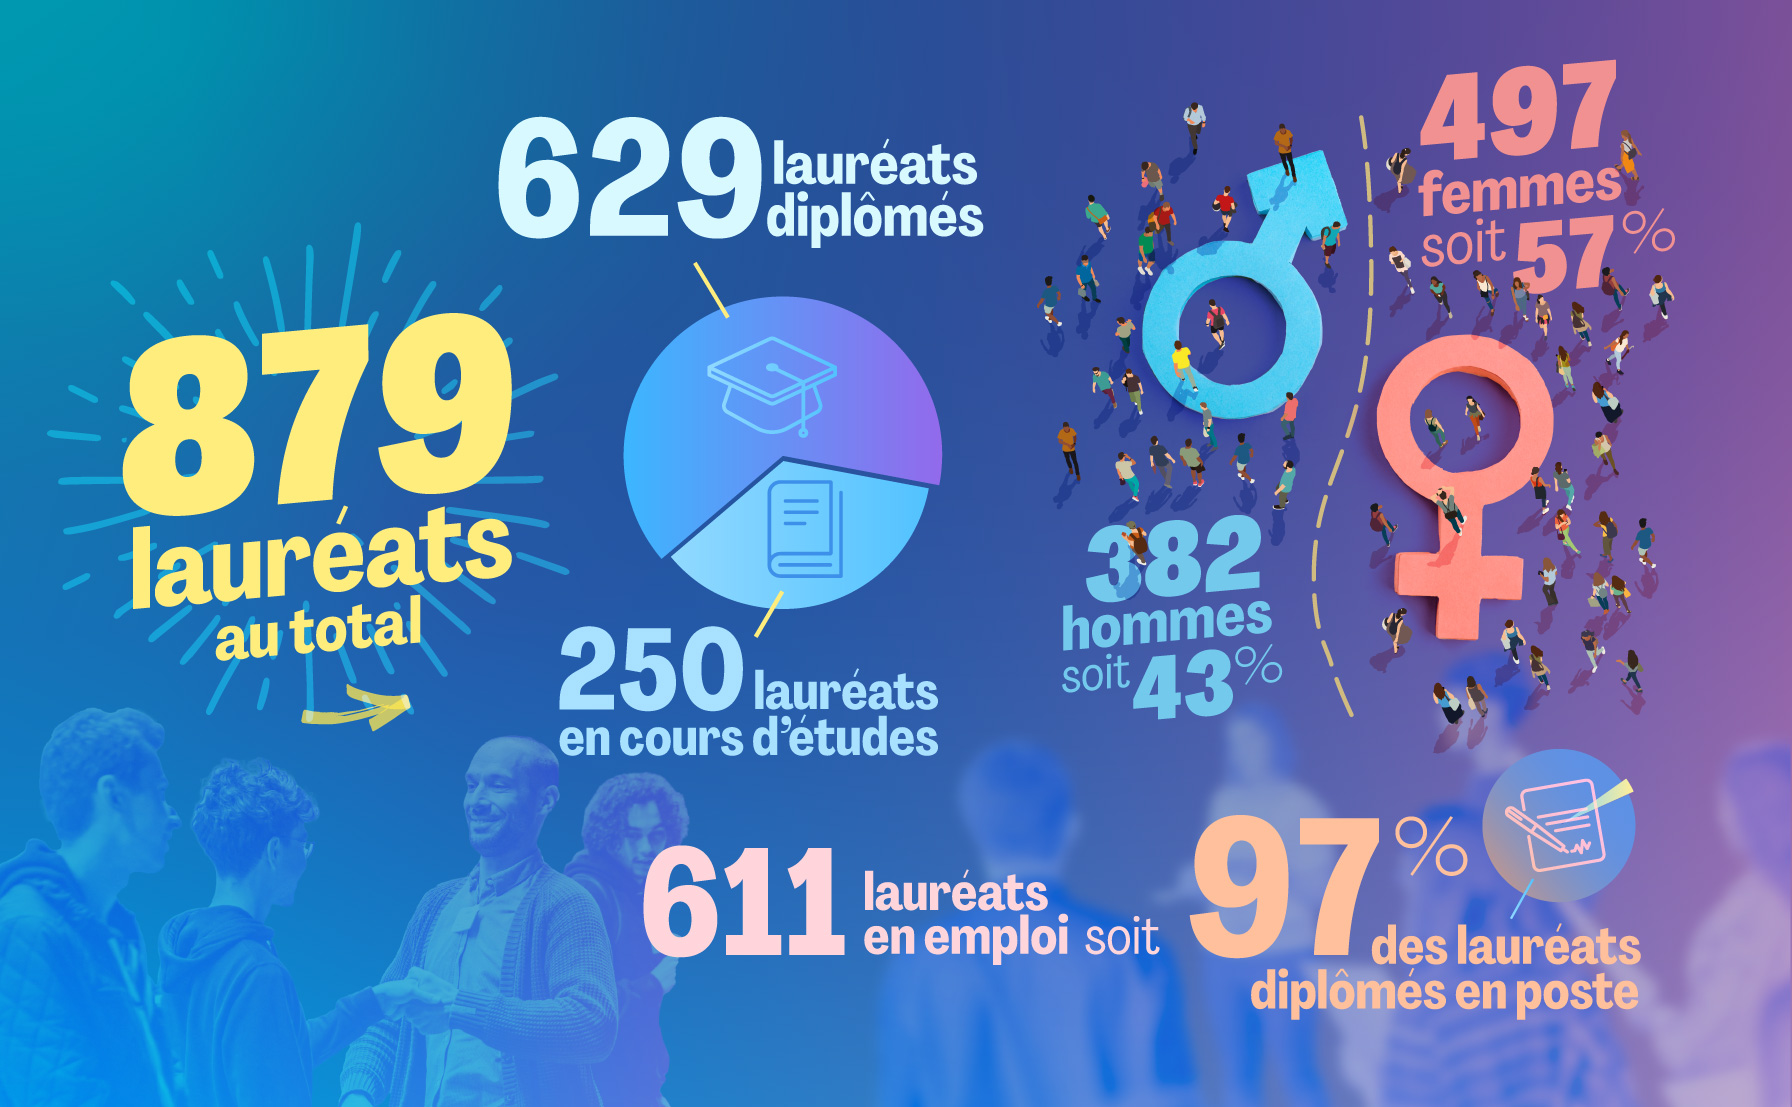 879
lauréats
au total
629 lauréats
diplômés
250 lauréats
en cours d'études
382
hommes
soit 43%
497
femmes
soit 57%
611 lauréats
en emploi soit
97%
des lauréats
diplômés en poste